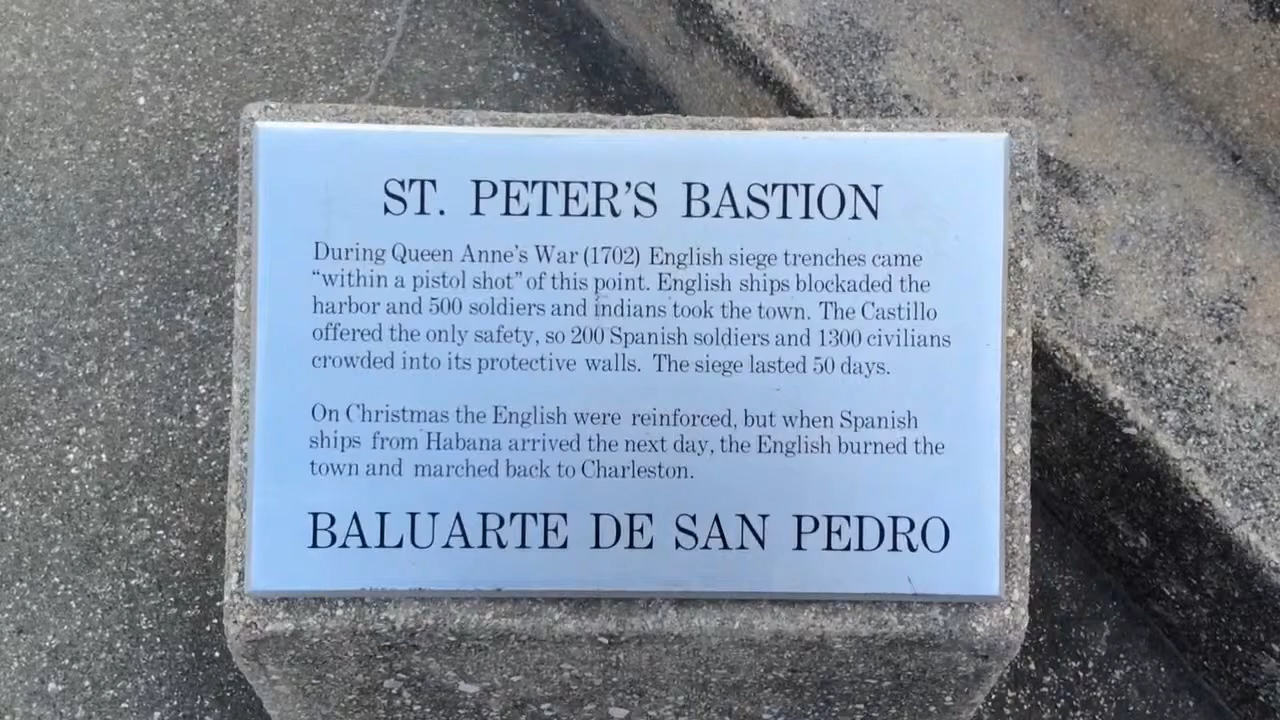 ST. PETER'S BASTION
During Queen Anne's War (1702) English siege trenches came
"within a pistol shot" of this point. English ships blockaded the
harbor and 500 soldiers and indians took the town. The Castillo
offered the only safety, so 200 Spanish soldiers and 1300 civilians
crowded into its protective walls. The siege lasted 50 days.
On Christmas the English were reinforced, but when Spanish
ships from Habana arrived the next day, the English burned the
town and marched back to Charleston.
BALUARTE DE SAN PEDRO